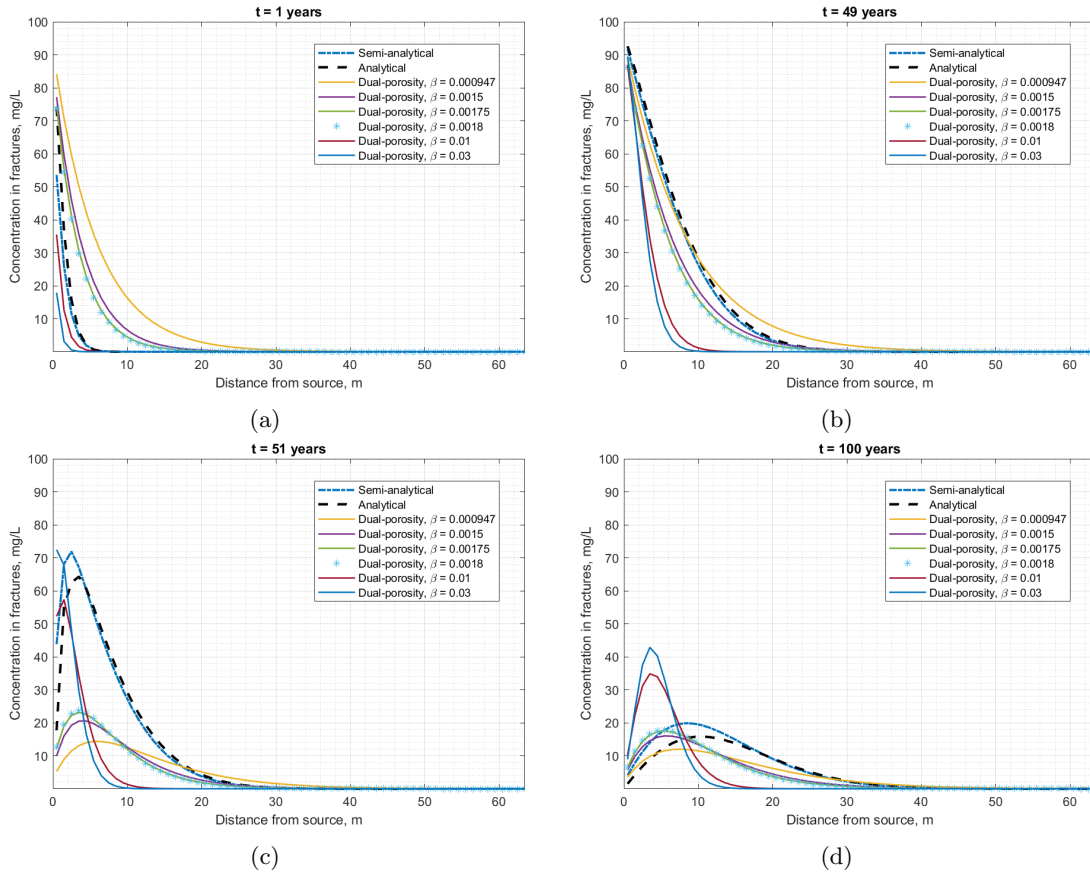 t = 1 years
Concentration in fractures, mg/L
100
90
80
70
60
50
40
30
20
10
Semi-analytical
Analytical
Dual-porosity, β = 0.000947
Dual-porosity, β = 0.0015
Dual-porosity, β = 0.00175
Dual-porosity, β = 0.0018
Dual-porosity, β = 0.01
Dual-porosity, β = 0.03
0 10 20 30 40 50 60
Distance from source, m
(a)
t = 49 years
Concentration in fractures, mg/L
100
90
80
70
60
50
40
30
20
10
Semi-analytical
Analytical
Dual-porosity, β = 0.000947
Dual-porosity, β = 0.0015
Dual-porosity, β = 0.00175
Dual-porosity, β = 0.0018
Dual-porosity, β = 0.01
Dual-porosity, β = 0.03
0 10 20 30 40 50 60
Distance from source, m
(b)
t = 51 years
Concentration in fractures, mg/L
100
90
80
70
60
50
40
30
20
10
Semi-analytical
Analytical
Dual-porosity, β = 0.000947
Dual-porosity, β = 0.0015
Dual-porosity, β = 0.00175
Dual-porosity, β = 0.0018
Dual-porosity, β = 0.01
Dual-porosity, β = 0.03
0 10 20 30 40 50 60
Distance from source, m
(c)
t = 100 years
Concentration in fractures, mg/L
100
90
80
70
60
50
40
30
20
10
Semi-analytical
Analytical
Dual-porosity, β = 0.000947
Dual-porosity, β = 0.0015
Dual-porosity, β = 0.00175
Dual-porosity, β = 0.0018
Dual-porosity, β = 0.01
Dual-porosity, β = 0.03
0 10 20 30 40 50 60
Distance from source, m
(d)